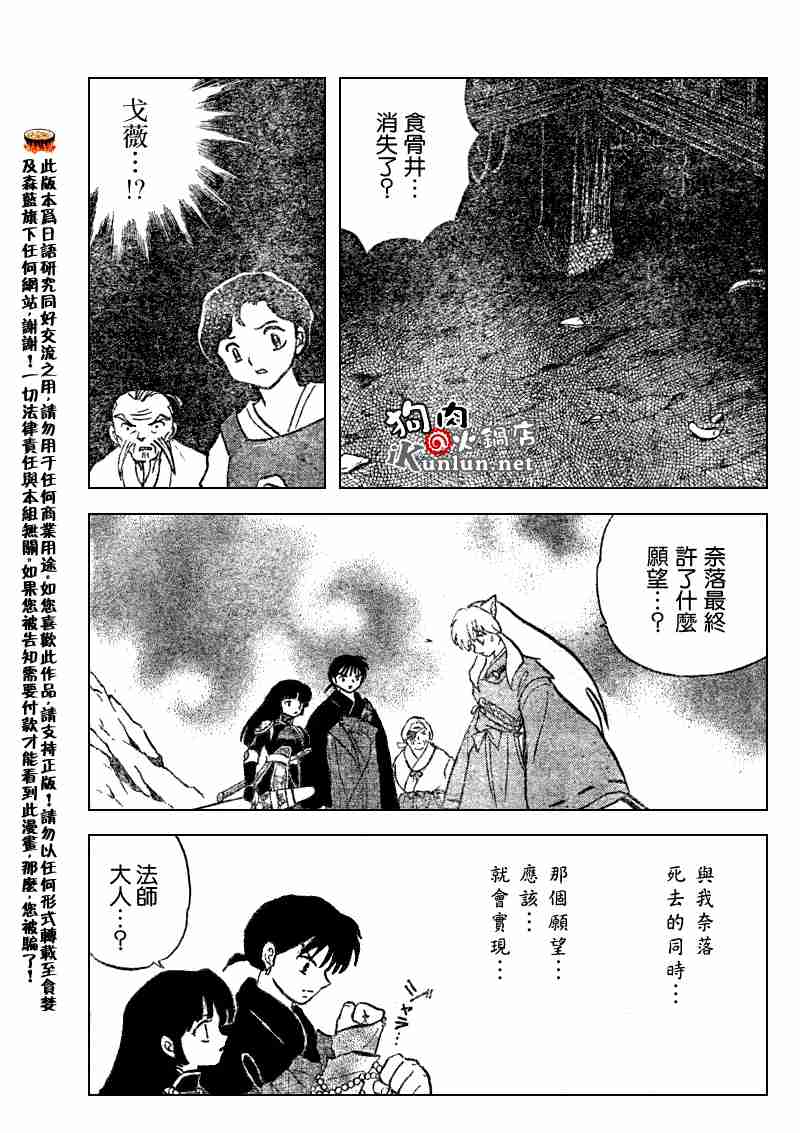 食骨井…
消失了？
戈薇…!?
狗肉火鍋店
iKunlun.net
奈落最終
許了什麼
願望…？
與我奈落
死去的同時…
那個願望…
應該…
就會實現…
法師
大人…？
此版本為日語研究同好交流之用，請勿用于任何商業用途。如您喜歡此作品，請支持正版！請勿以任何形式轉載至貪婪
及森藍旗下任何網站，謝謝！一切法律責任與本組無關。如果您被告知需要付款才能看到此漫畫，那麼，您被騙了！